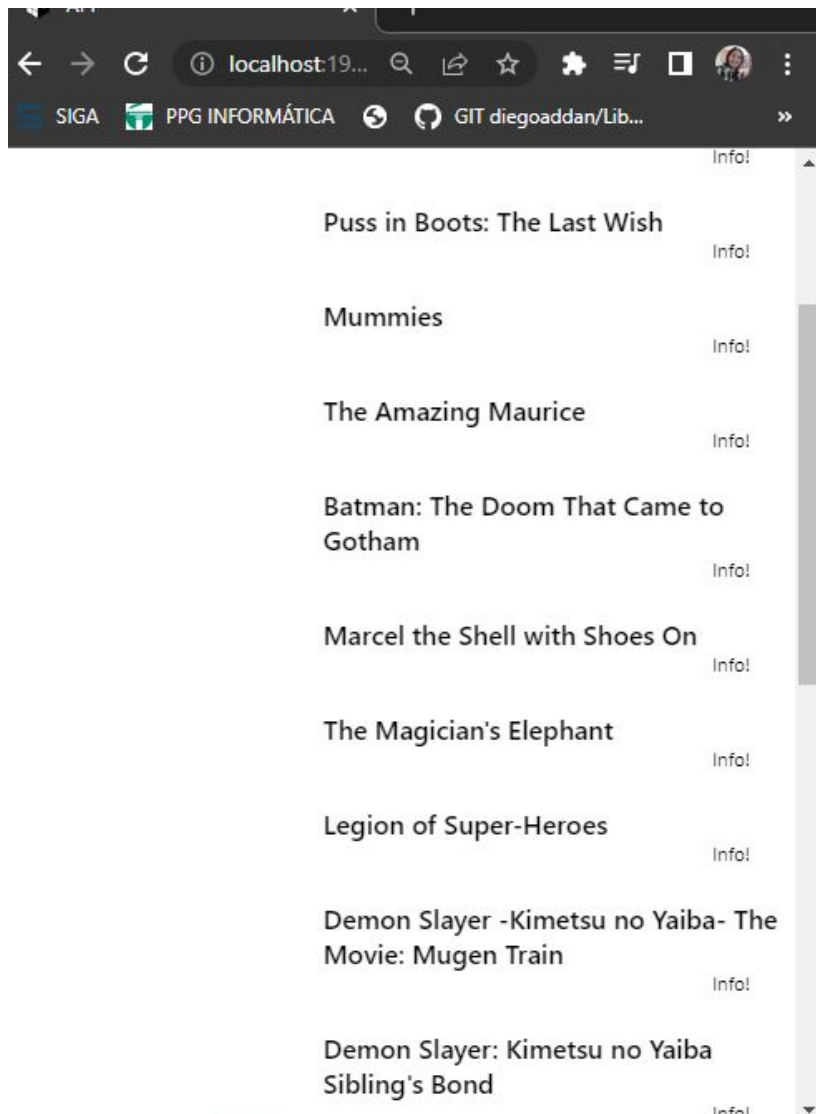 localhost:19...
SIGA PPG INFORMÁTICA GIT diegoaddan/Lib... »
Info!
Puss in Boots: The Last Wish
Info!
Mummies
Info!
The Amazing Maurice
Info!
Batman: The Doom That Came to
Gotham
Info!
Marcel the Shell with Shoes On
Info!
The Magician's Elephant
Info!
Legion of Super-Heroes
Info!
Demon Slayer -Kimetsu no Yaiba- The
Movie: Mugen Train
Info!
Demon Slayer: Kimetsu no Yaiba
Sibling's Bond
Info!